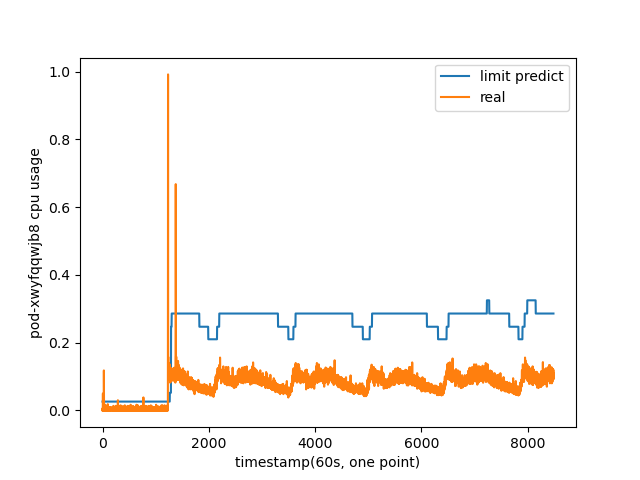 limit predict
real
1.0
0.8
0.6
0.4
0.2
0.0
pod-xwyfqqwjb8 cpu usage
0 2000 4000 6000 8000
timestamp(60s, one point)